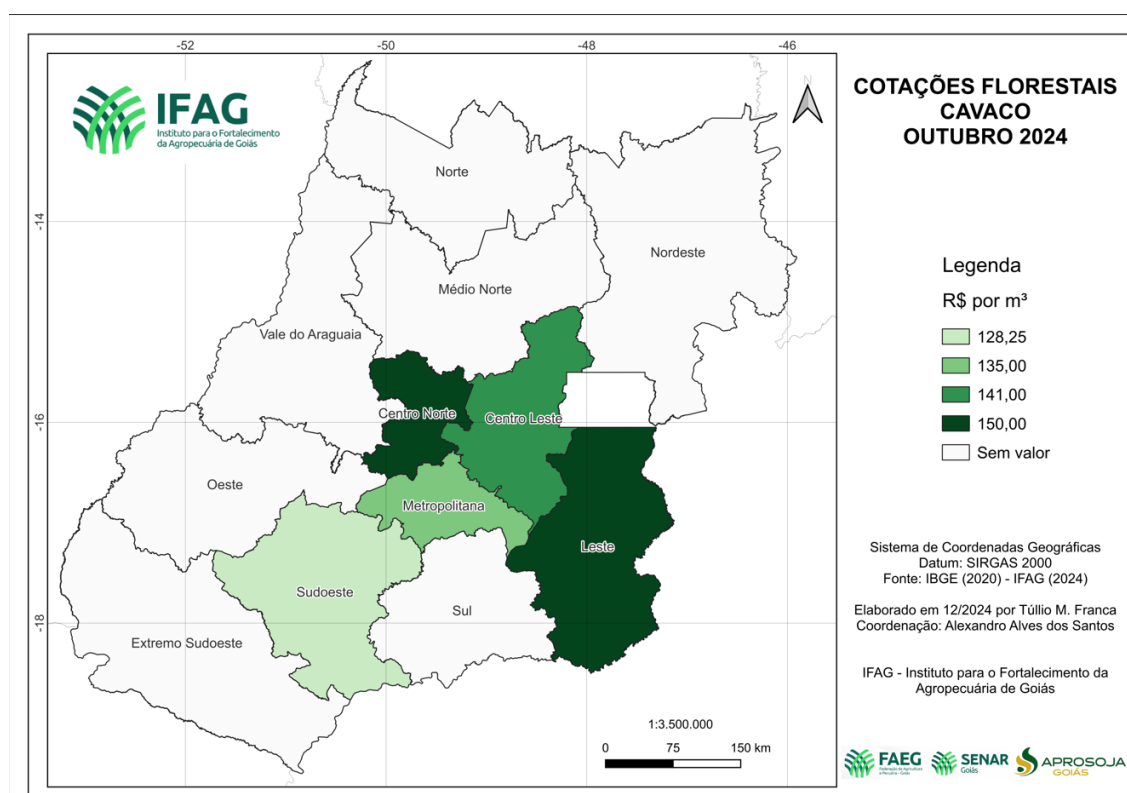 -52
-50
-48
-46
IFAG
Instituto para o Fortalecimento
da Agropecuária de Goiás
N
COTAÇÕES FLORESTAIS
CAVACO
OUTUBRO 2024
-14
-16
-18
Norte
Nordeste
Médio Norte
Vale do Araguaia
Centro Norte
Centro Leste
Oeste
Metropolitana
Leste
Sudoeste
Sul
Extremo Sudoeste
Legenda
R$ por m³
128,25
135,00
141,00
150,00
Sem valor
Sistema de Coordenadas Geográficas
Datum: SIRGAS 2000
Fonte: IBGE (2020) - IFAG (2024)
Elaborado em 12/2024 por Túllio M. Franca
Coordenação: Alexandro Alves dos Santos
IFAG - Instituto para o Fortalecimento da
Agropecuária de Goiás
1:3.500.000
0 75 150 km
FAEG
SENAR
Goiás
APROSOJA
GOIÁS